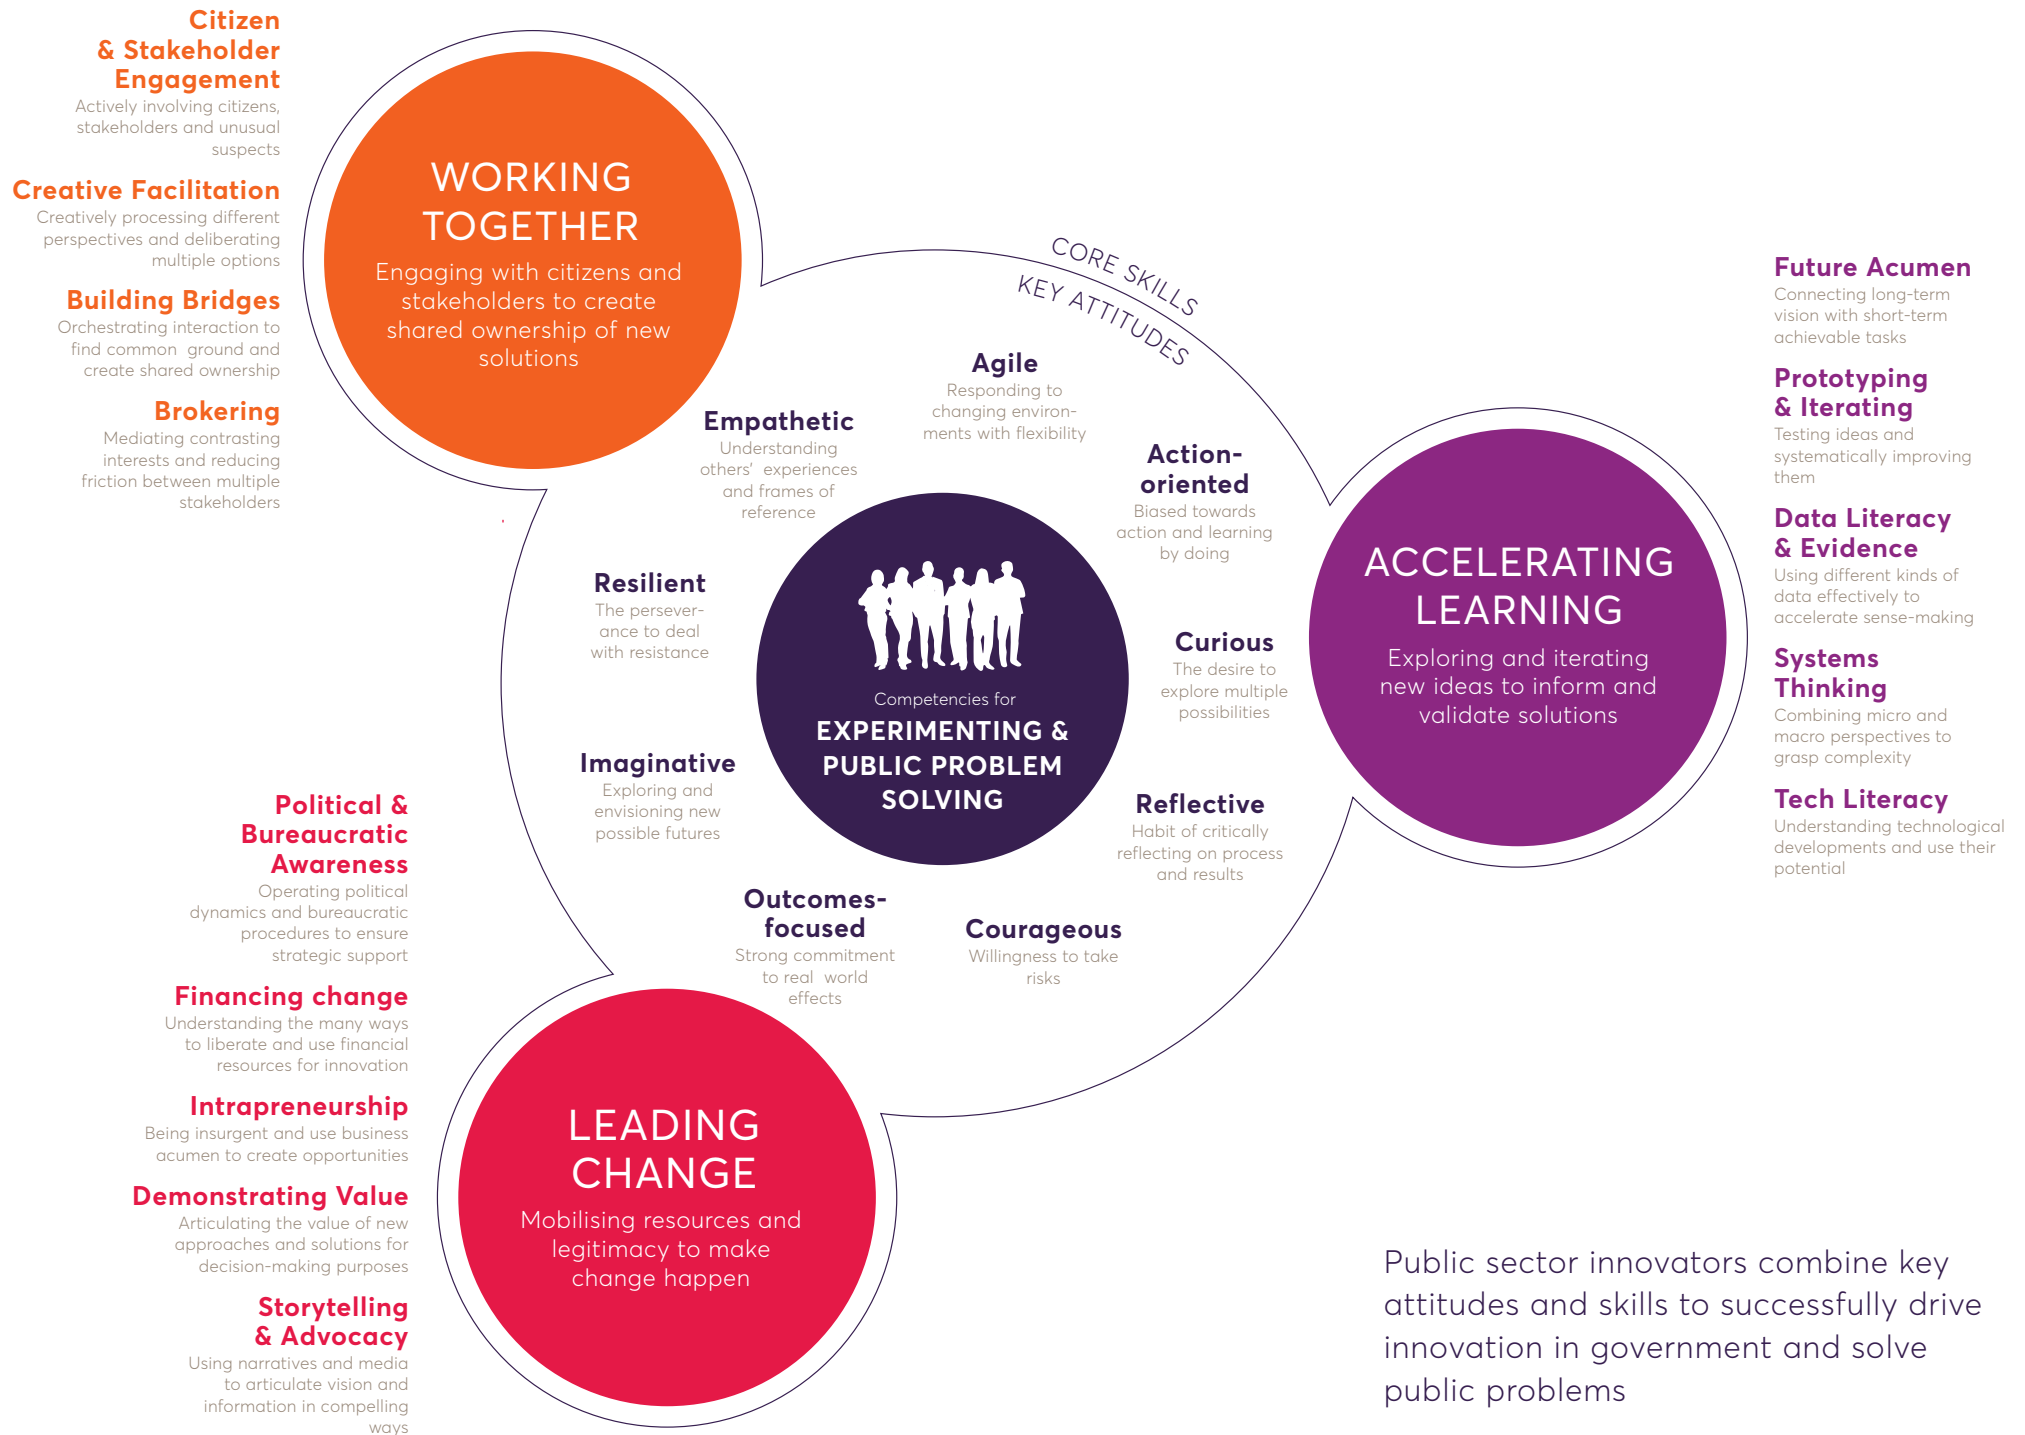 Citizen
& Stakeholder
Engagement
Actively involving citizens,
stakeholders and unusual
suspects
Creative Facilitation
Creatively processing different
perspectives and deliberating
multiple options
Building Bridges
Orchestrating interaction to
find common ground and
create shared ownership
Brokering
Mediating contrasting
interests and reducing
friction between multiple
stakeholders
WORKING
TOGETHER
Engaging with citizens and
stakeholders to create
shared ownership of new
solutions
CORE SKILLS
KEY ATTITUDES
Agile
Responding to
changing environ-
ments with flexibility
Empathetic
Understanding
others' experiences
and frames of
reference
Action-
oriented
Biased towards
action and learning
by doing
Resilient
The persever-
ance to deal
with resistance
Curious
The desire to
explore multiple
possibilities
Imaginative
Exploring and
envisioning new
possible futures
Reflective
Habit of critically
reflecting on process
and results
Outcomes-
focused
Strong commitment
to real world
effects
Courageous
Willingness to take
risks
Competencies for
EXPERIMENTING &
PUBLIC PROBLEM
SOLVING
ACCELERATING
LEARNING
Exploring and iterating
new ideas to inform and
validate solutions
Future Acumen
Connecting long-term
vision with short-term
achievable tasks
Prototyping
& Iterating
Testing ideas and
systematically improving
them
Data Literacy
& Evidence
Using different kinds of
data effectively to
accelerate sense-making
Systems
Thinking
Combining micro and
macro perspectives to
grasp complexity
Tech Literacy
Understanding technological
developments and use their
potential
Political &
Bureaucratic
Awareness
Operating political
dynamics and bureaucratic
procedures to ensure
strategic support
Financing change
Understanding the many ways
to liberate and use financial
resources for innovation
Intrapreneurship
Being insurgent and use business
acumen to create opportunities
Demonstrating Value
Articulating the value of new
approaches and solutions for
decision-making purposes
Storytelling
& Advocacy
Using narratives and media
to articulate vision and
information in compelling
ways
LEADING
CHANGE
Mobilising resources and
legitimacy to make
change happen
Public sector innovators combine key
attitudes and skills to successfully drive
innovation in government and solve
public problems